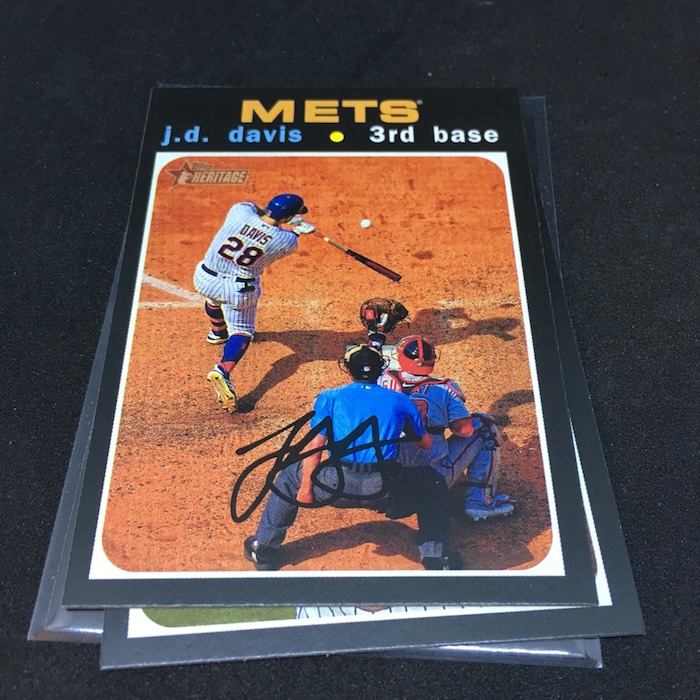 METS
j.d. davis • 3rd base
Topps
HERITAGE
DAVIS
28